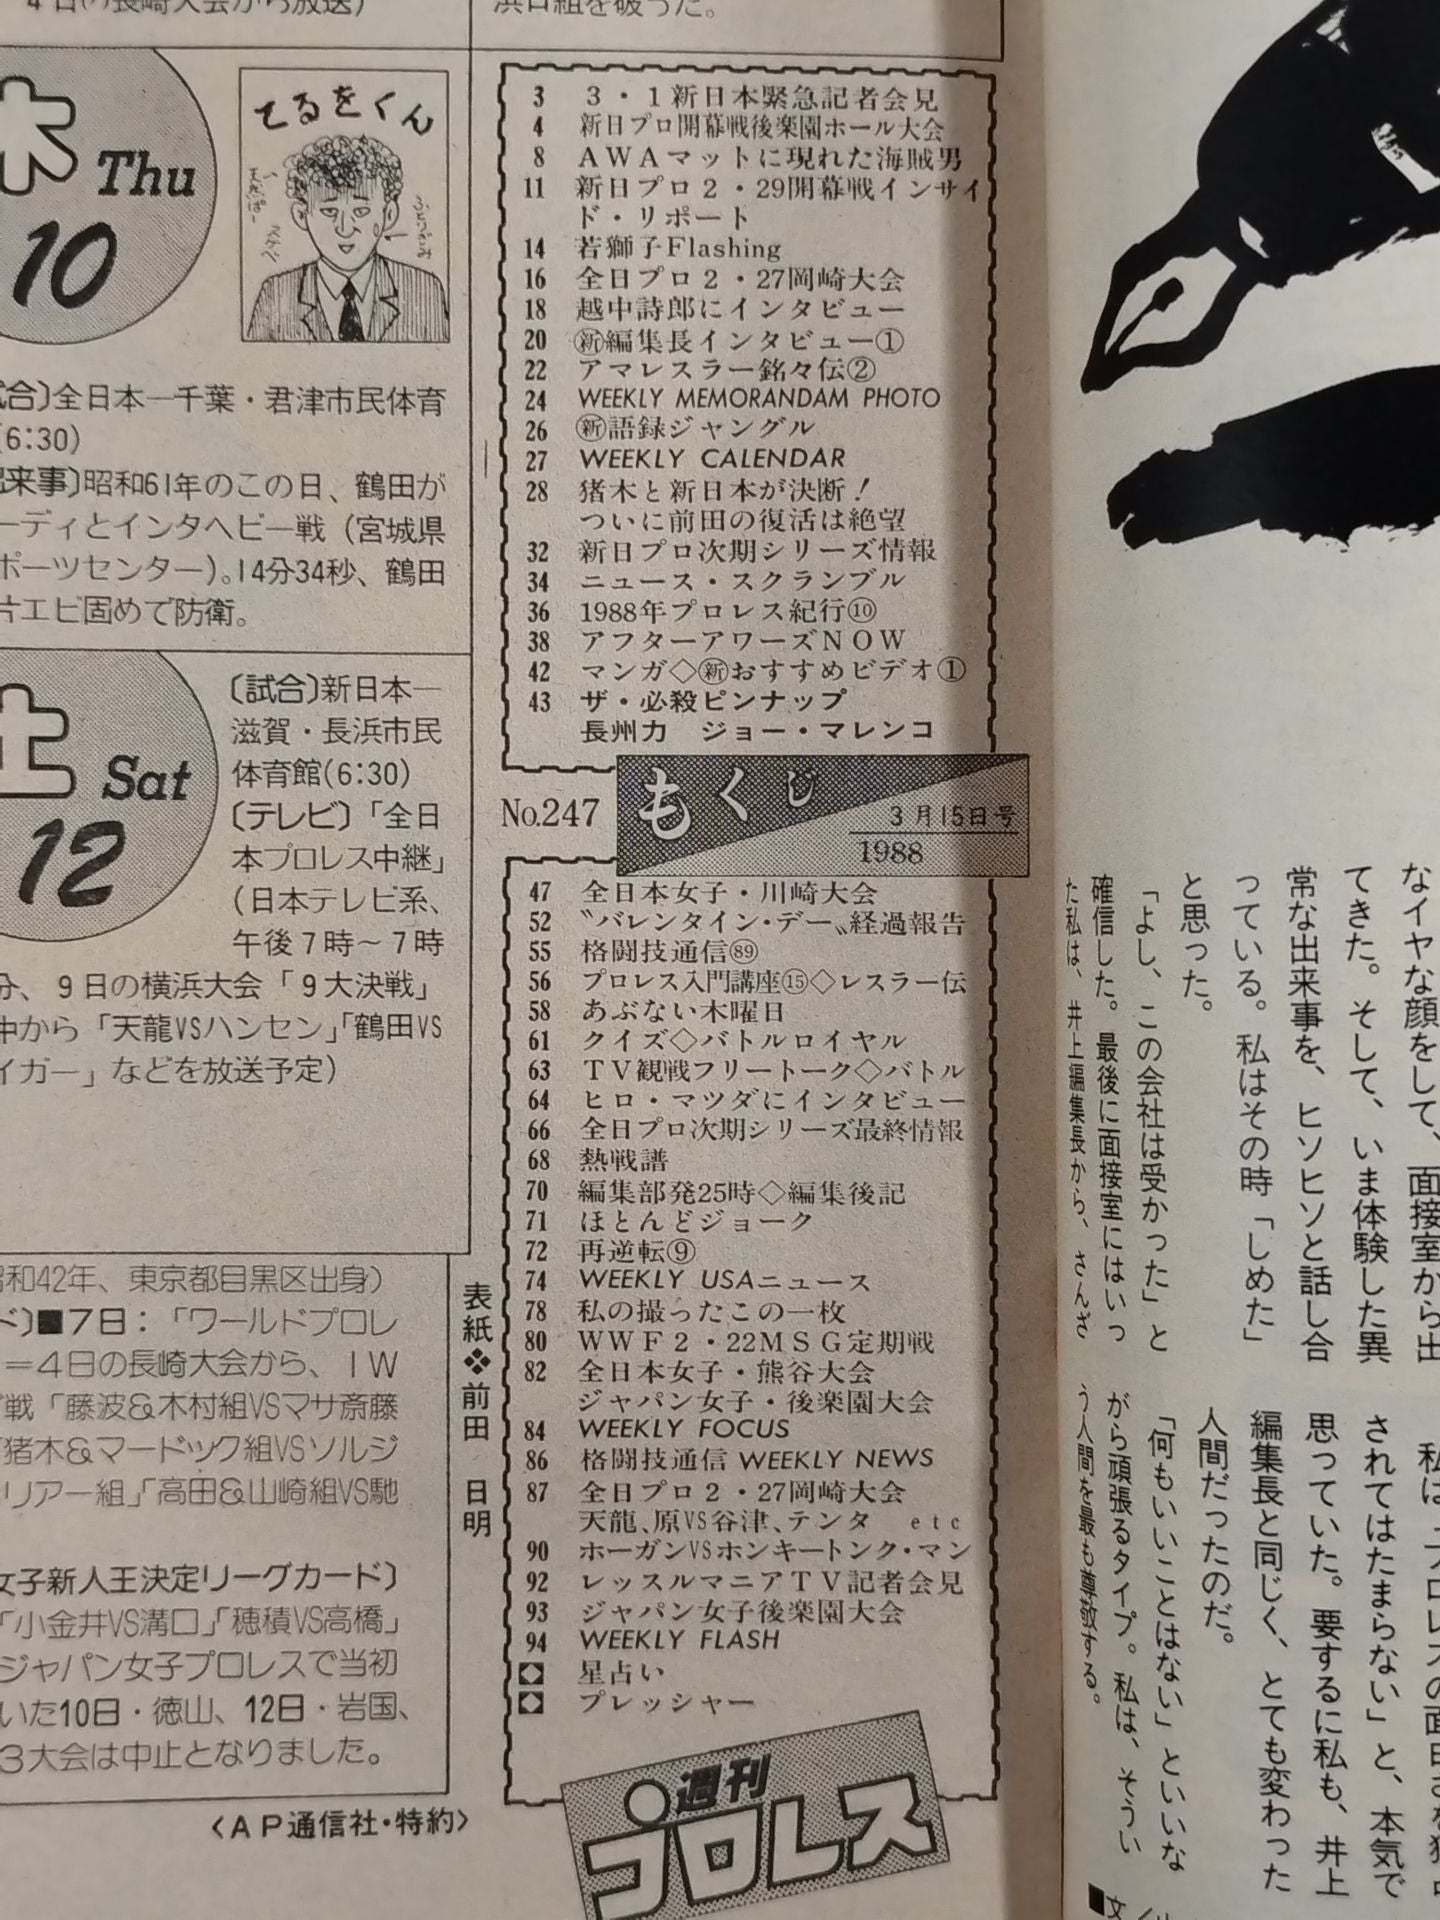 浜口組を破った。
木 Thu
10
てるをくん
〔試合〕全日本―千葉・君津市民体育
(6:30)
昭和61年のこの日、鶴田が
ーディとインタヘビー戦(宮城県
ポーツセンター)。14分34秒、鶴田
片エビ固めで防衛。
土 Sat
12
〔試合〕新日本―
滋賀・長浜市民
体育館(6:30)
〔テレビ〕「全日
本プロレス中継」
(日本テレビ系、
午後7時〜7時
分、9日の横浜大会「9大決戦」
中から「天龍VSハンセン」「鶴田VS
イガー」などを放送予定)
昭和42年、東京都目黒区出身)
ド〕■7日:「ワールドプロレ
=4日の長崎大会から、IW
戦「藤波&木村組VSマサ斎藤
「猪木&マードック組VSソルジ
ャリアー組」「高田&山崎組VS馳
女子新人王決定リーグカード〕
「小金井VS溝口」「穂積VS高橋」
ジャパン女子プロレスで当初
いた10日・徳山、12日・岩国、
3大会は中止となりました。
〈AP通信社・特約〉
3 3・1新日本緊急記者会見
4 新日プロ開幕戦後楽園ホール大会
8 AWAマットに現れた海賊男
11 新日プロ2・29開幕戦インサイ
ド・リポート
14 若獅子Flashing
16 全日プロ2・27岡崎大会
18 越中詩郎にインタビュー
20 ㊟編集長インタビュー①
22 アマレスラー銘々伝②
24 WEEKLY MEMORANDAM PHOTO
26 新語録ジャングル
27 WEEKLY CALENDAR
28 猪木と新日本が決断!
ついに前田の復活は絶望
32 新日プロ次期シリーズ情報
34 ニュース・スクランブル
36 1988年プロレス紀行⑩
38 アフターアワーズNOW
42 マンガ◇新おすすめビデオ①
43 ザ・必殺ピンナップ
長州力 ジョー・マレンコ
No.247 もくじ 3月15日号
1988
47 全日本女子・川崎大会
52 〝バレンタイン・デー〟経過報告
55 格闘技通信89
56 プロレス入門講座⑮◇レスラー伝
58 あぶない木曜日
61 クイズ◇バトルロイヤル
63 TV観戦フリートーク◇バトル
64 ヒロ・マツダにインタビュー
66 全日プロ次期シリーズ最終情報
68 熱戦譜
70 編集部発25時◇編集後記
71 ほとんどジョーク
72 再逆転⑨
74 WEEKLY USAニュース
78 私の撮ったこの一枚
80 WWF2・22MSG定期戦
82 全日本女子・熊谷大会
ジャパン女子・後楽園大会
84 WEEKLY FOCUS
86 格闘技通信 WEEKLY NEWS
87 全日プロ2・27岡崎大会
天龍、原VS谷津、テンタ etc
90 ホーガンVSホンキートンク・マン
92 レッスルマニアTV記者会見
93 ジャパン女子後楽園大会
94 WEEKLY FLASH
◆ 星占い
◆ プレッシャー
表紙❖前田 日明
週刊プロレス
なイヤな顔をして、面接室から出
てきた。そして、いま体験した異
常な出来事を、ヒソヒソと話し合
っている。私はその時「しめた」
と思った。
「よし、この会社は受かった」と
確信した。最後に面接室にはいっ
た私は、井上編集長から、さんざ
されてはたまらない」と、本気で
思っていた。要するに私も、井上
編集長と同じく、とても変わった
人間だったのだ。
「何もいいことはない」といいな
がら頑張るタイプ。私は、そうい
う人間を最も尊敬する。